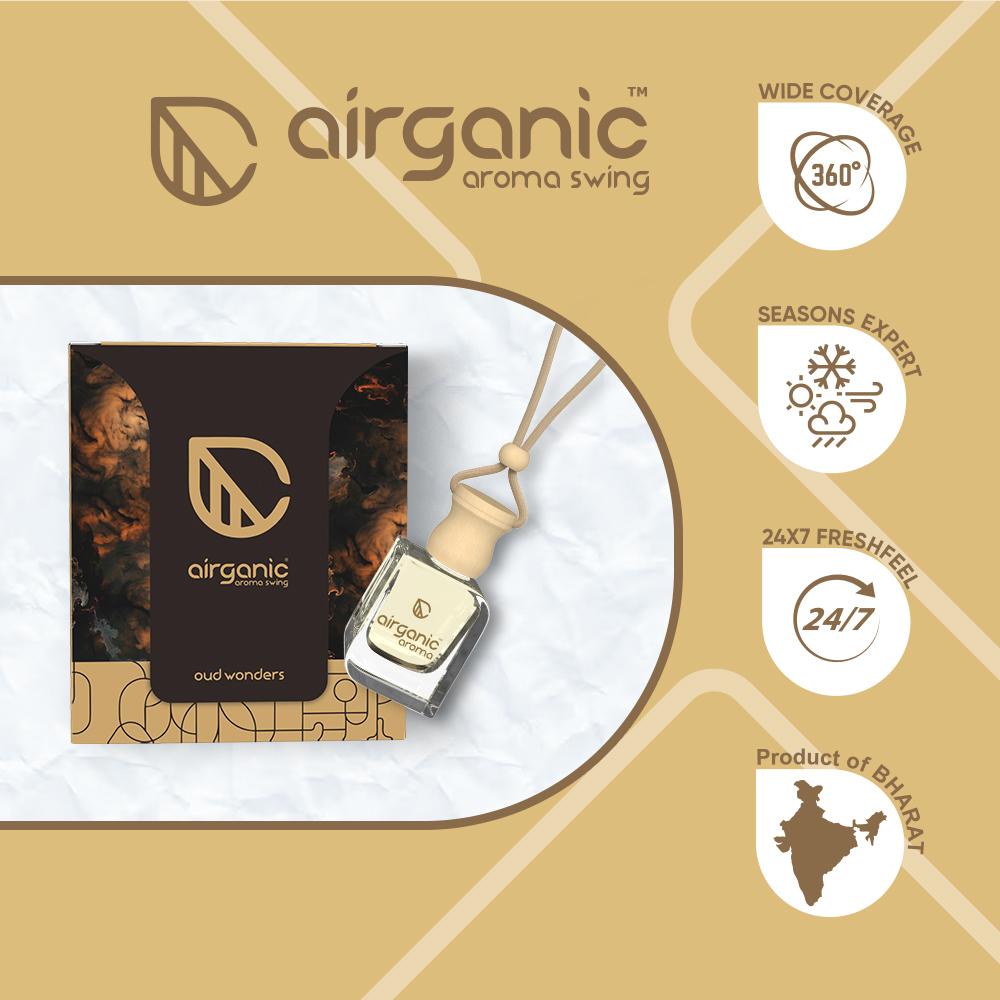 airganic™
aroma swing
WIDE COVERAGE
360°
SEASONS EXPERT
24X7 FRESHFEEL
24/7
Product of BHARAT
airganic®
aroma swing
oud wonders
airganic™
aroma